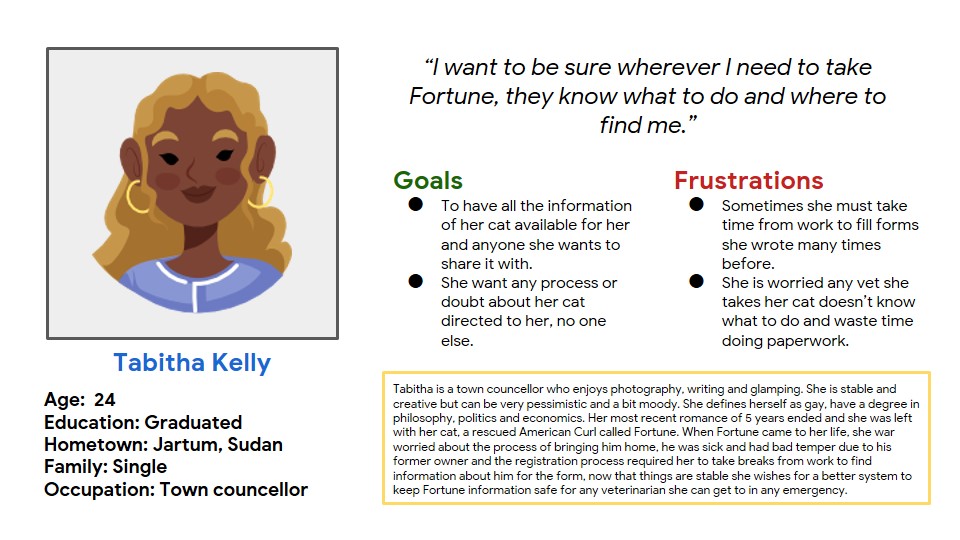 “I want to be sure wherever I need to take
Fortune, they know what to do and where to
find me.”
Goals
● To have all the information
of her cat available for her
and anyone she wants to
share it with.
● She want any process or
doubt about her cat
directed to her, no one
else.
Frustrations
● Sometimes she must take
time from work to fill forms
she wrote many times
before.
● She is worried any vet she
takes her cat doesn’t know
what to do and waste time
doing paperwork.
Tabitha Kelly
Age:  24
Education: Graduated
Hometown: Jartum, Sudan
Family: Single
Occupation: Town councellor
Tabitha is a town councellor who enjoys photography, writing and glamping. She is stable and
creative but can be very pessimistic and a bit moody. She defines herself as gay, have a degree in
philosophy, politics and economics. Her most recent romance of 5 years ended and she was left
with her cat, a rescued American Curl called Fortune. When Fortune came to her life, she war
worried about the process of bringing him home, he was sick and had bad temper due to his
former owner and the registration process required her to take breaks from work to find
information about him for the form, now that things are stable she wishes for a better system to
keep Fortune information safe for any veterinarian she can get to in any emergency.